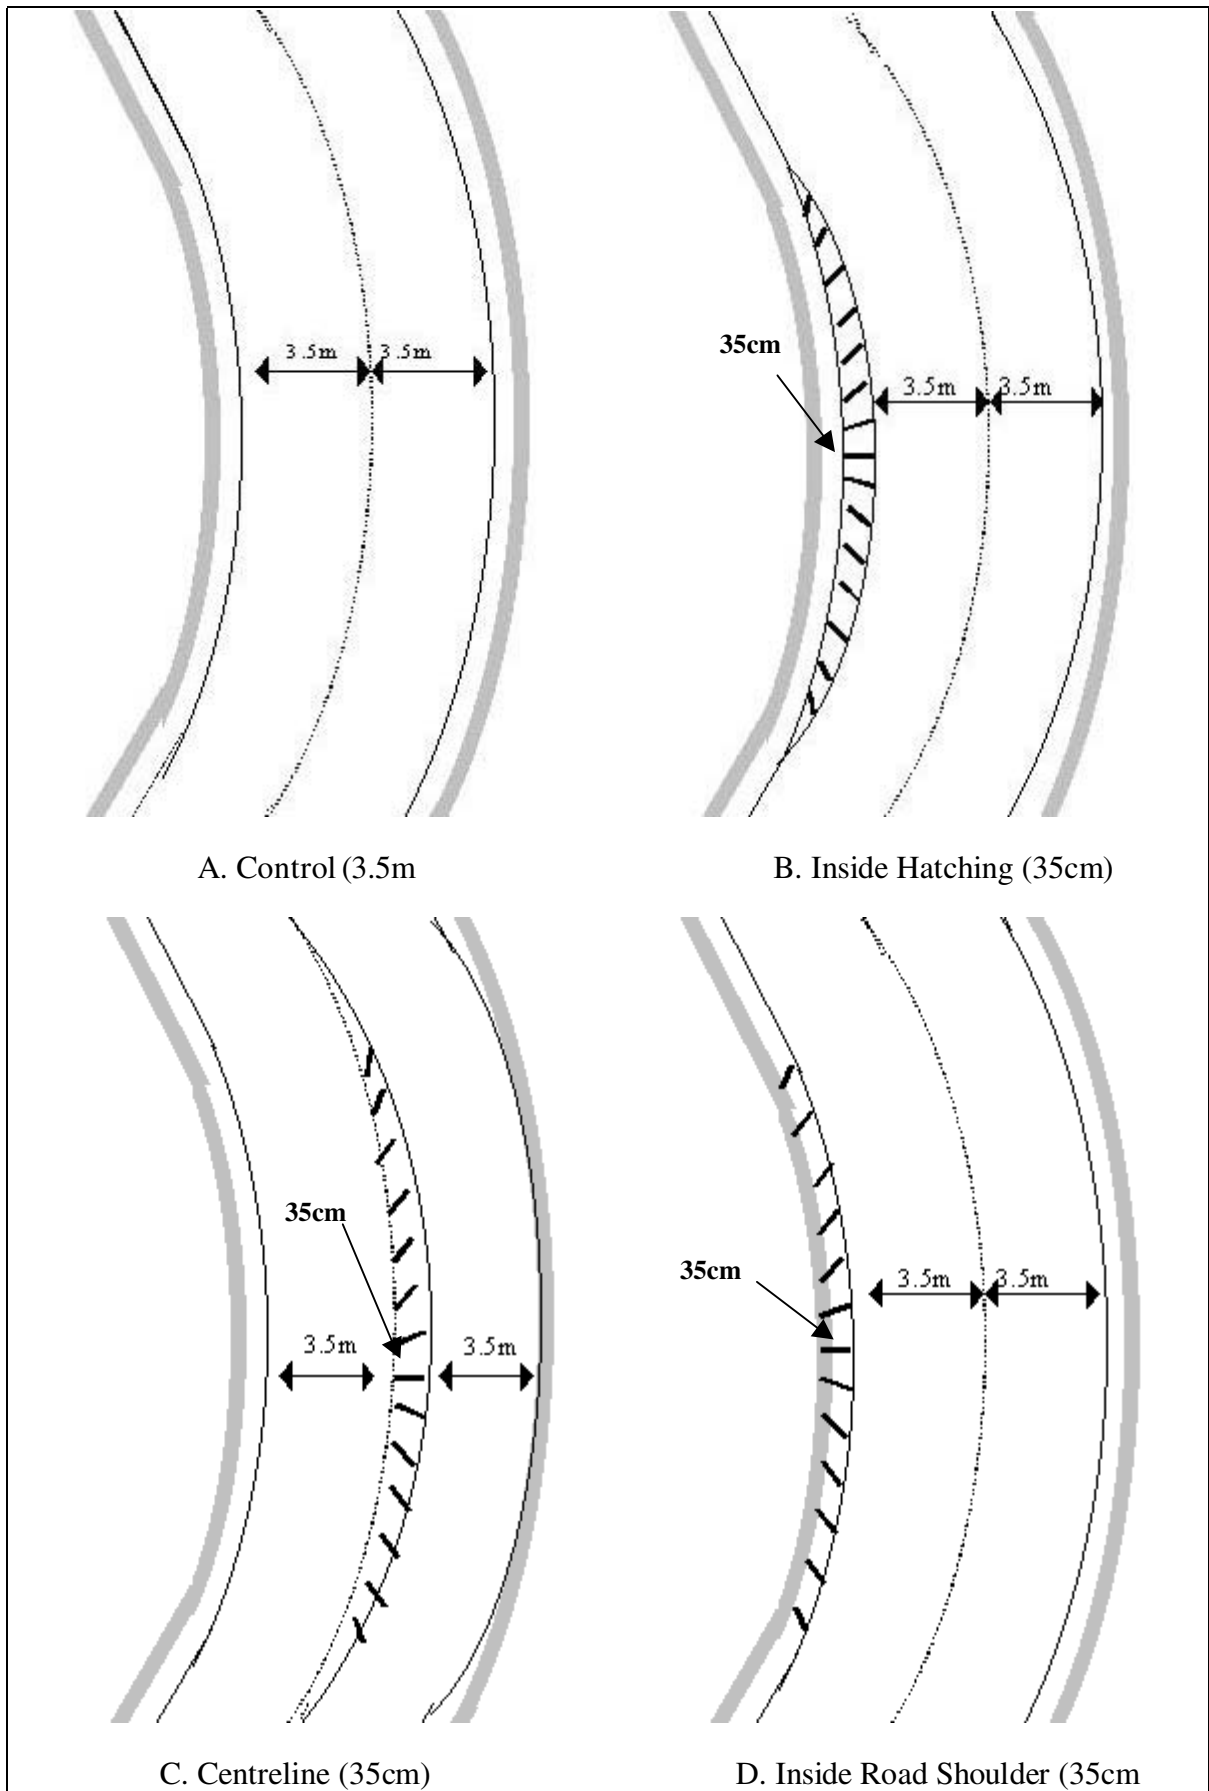 3.5m 3.5m
35cm
3.5m 3.5m
A. Control (3.5m
B. Inside Hatching (35cm)
35cm
3.5m
3.5m
35cm
3.5m 3.5m
C. Centreline (35cm)
D. Inside Road Shoulder (35cm